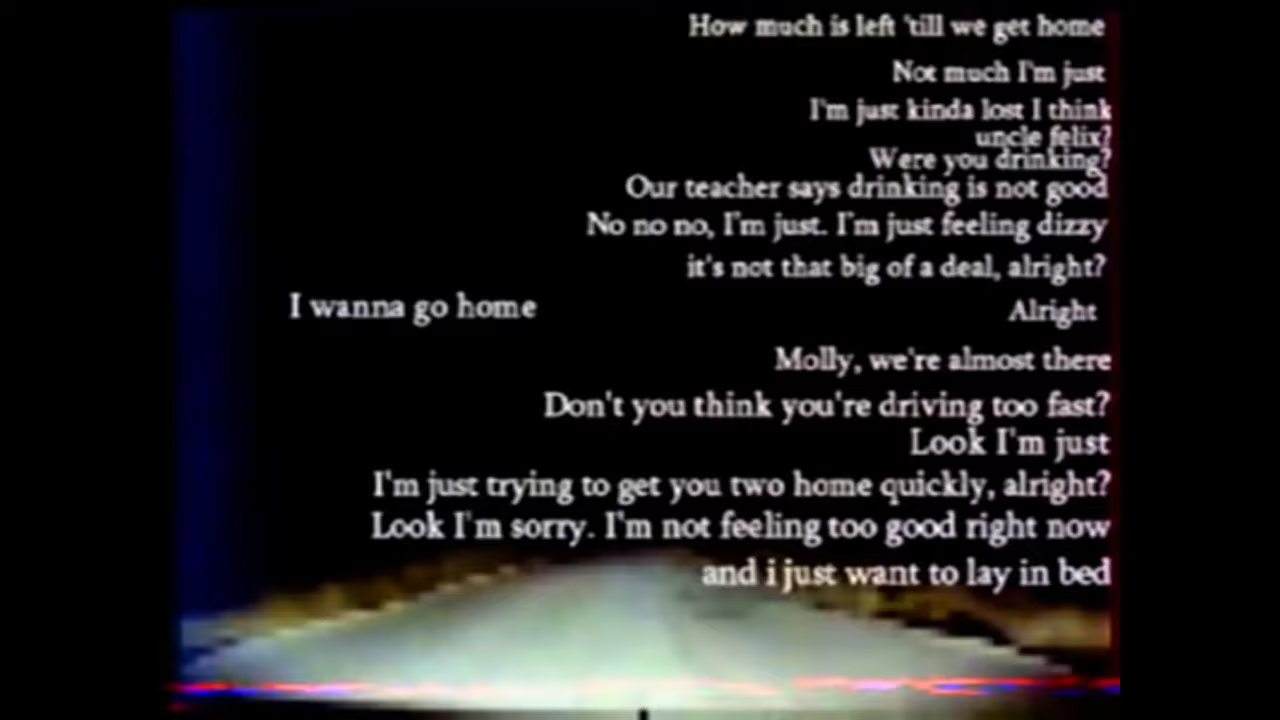 How much is left 'till we get home
Not much I'm just
I'm just kinda lost I think
uncle felix?
Were you drinking?
Our teacher says drinking is not good
No no no, I'm just. I'm just feeling dizzy
it's not that big of a deal, alright?
I wanna go home
Alright
Molly, we're almost there
Don't you think you're driving too fast?
Look I'm just
I'm just trying to get you two home quickly, alright?
Look I'm sorry. I'm not feeling too good right now
and i just want to lay in bed